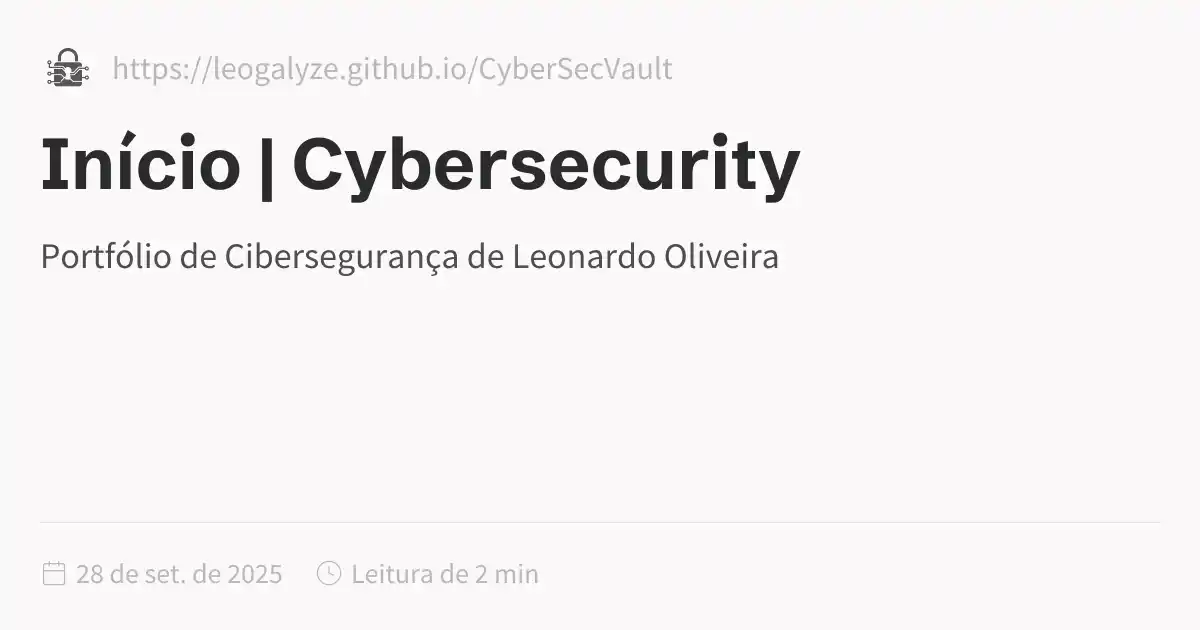 https://leogalyze.github.io/CyberSecVault
Início | Cybersecurity
Portfólio de Cibersegurança de Leonardo Oliveira
28 de set. de 2025 Leitura de 2 min